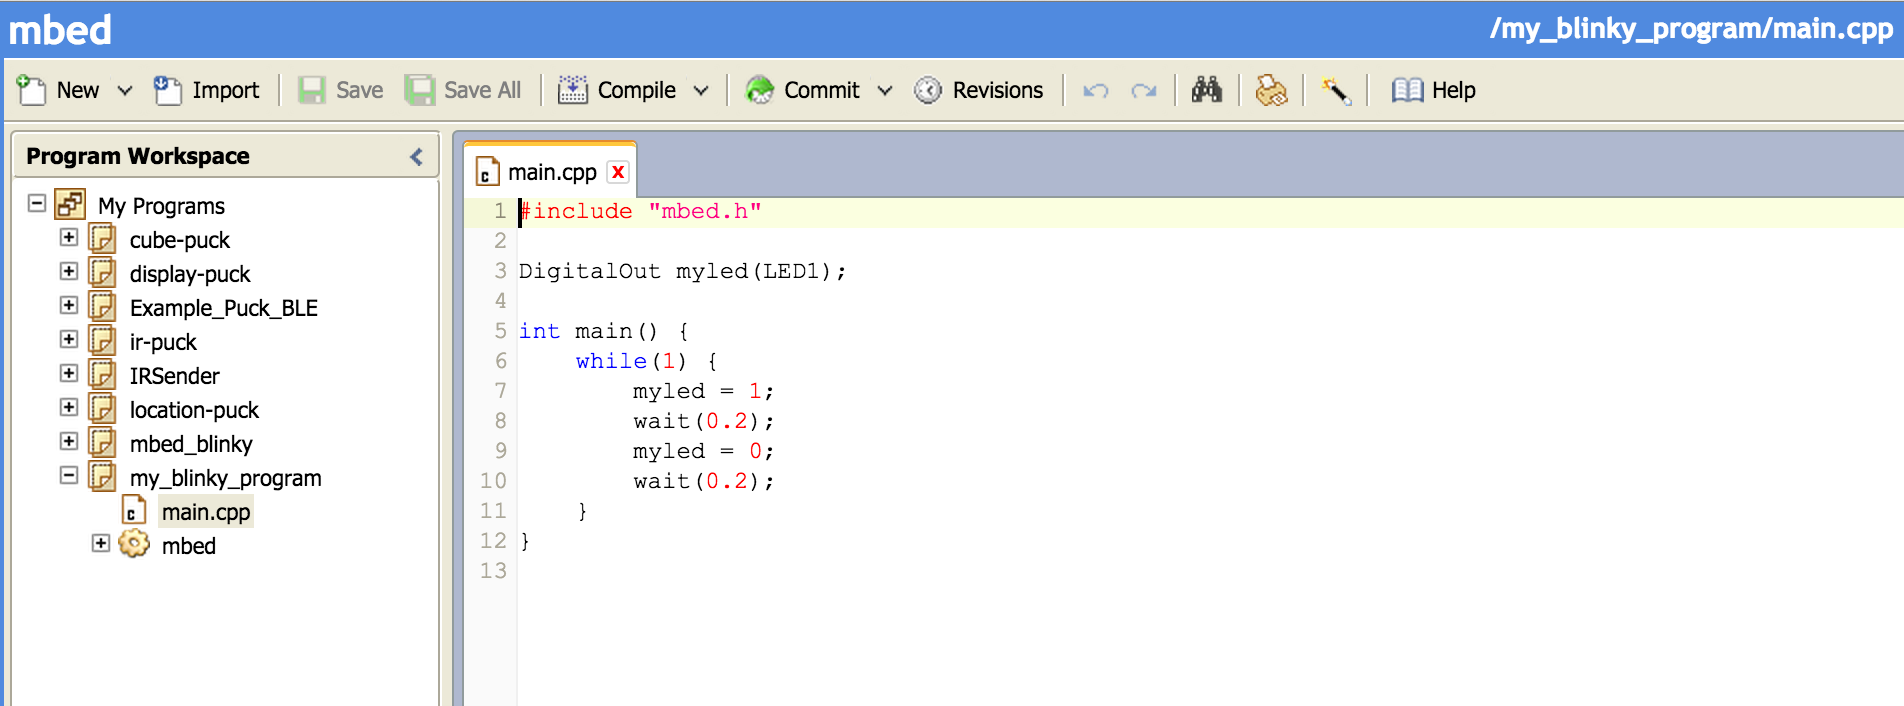 mbed /my_blinky_program/main.cpp
New Import Save Save All Compile Commit Revisions Help
Program Workspace
My Programs
cube-puck
display-puck
Example_Puck_BLE
ir-puck
IRSender
location-puck
mbed_blinky
my_blinky_program
main.cpp
mbed
main.cpp x
1 #include "mbed.h"
2
3 DigitalOut myled(LED1);
4
5 int main() {
6     while(1) {
7         myled = 1;
8         wait(0.2);
9         myled = 0;
10         wait(0.2);
11     }
12 }
13